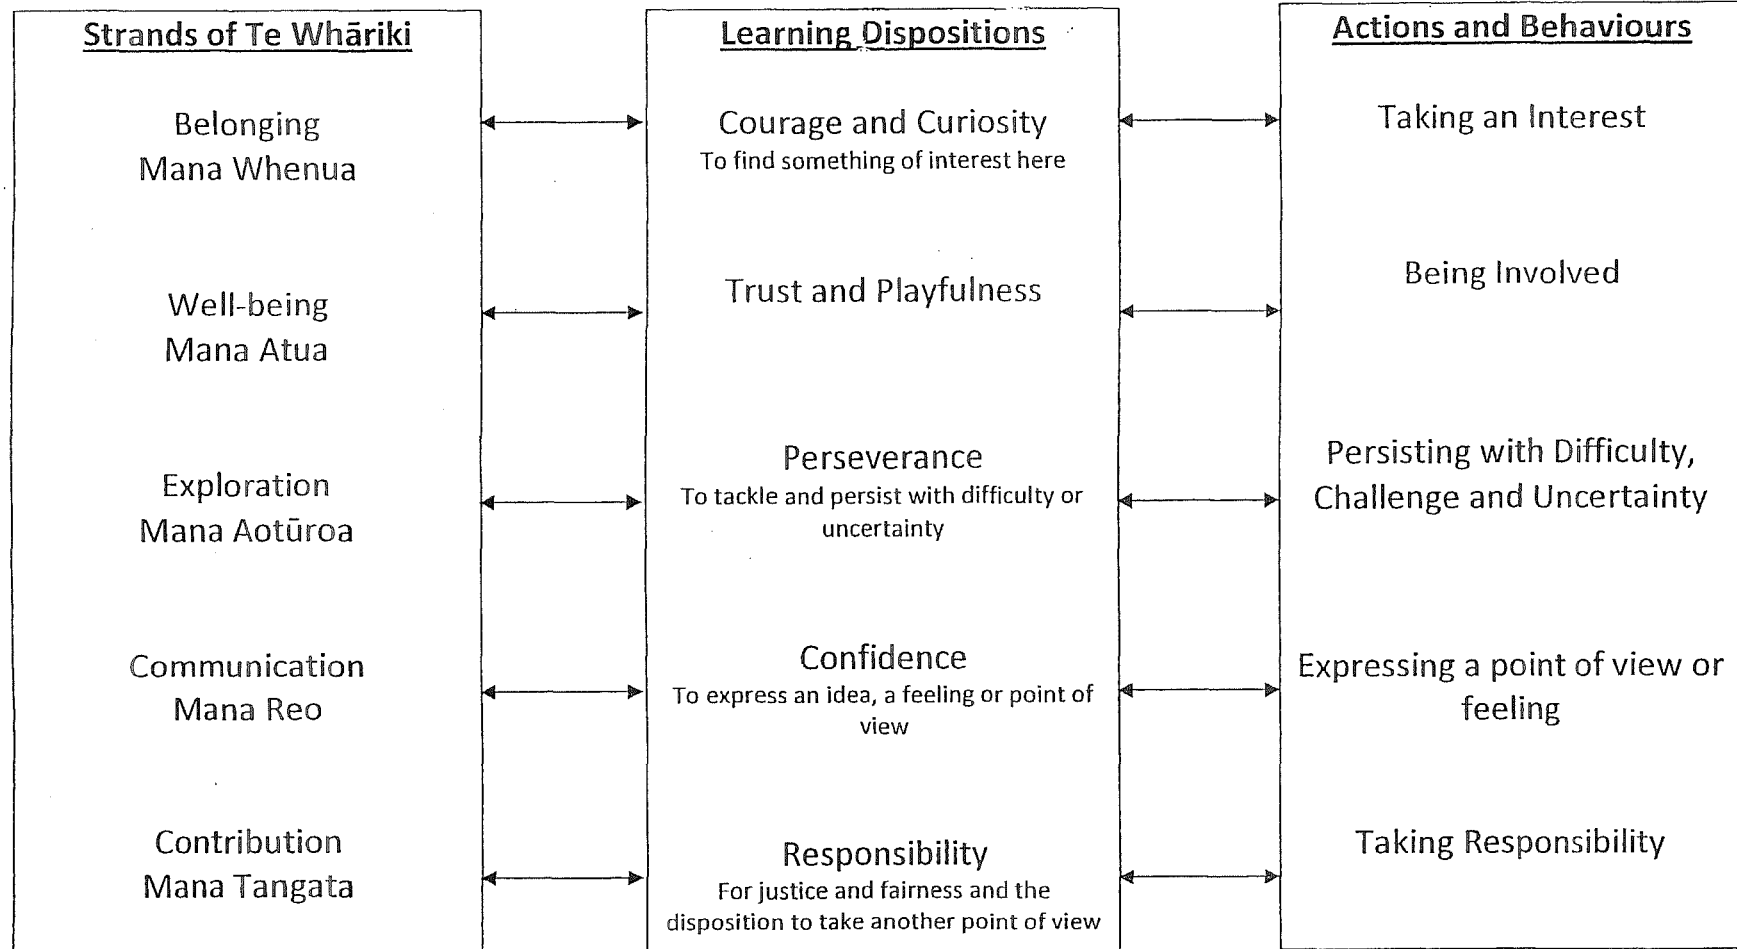 Strands of Te Whāriki
Belonging
Mana Whenua
Well-being
Mana Atua
Exploration
Mana Aotūroa
Communication
Mana Reo
Contribution
Mana Tangata
Learning Dispositions
Courage and Curiosity
To find something of interest here
Trust and Playfulness
Perseverance
To tackle and persist with difficulty or
uncertainty
Confidence
To express an idea, a feeling or point of
view
Responsibility
For justice and fairness and the
disposition to take another point of view
Actions and Behaviours
Taking an Interest
Being Involved
Persisting with Difficulty,
Challenge and Uncertainty
Expressing a point of view or
feeling
Taking Responsibility